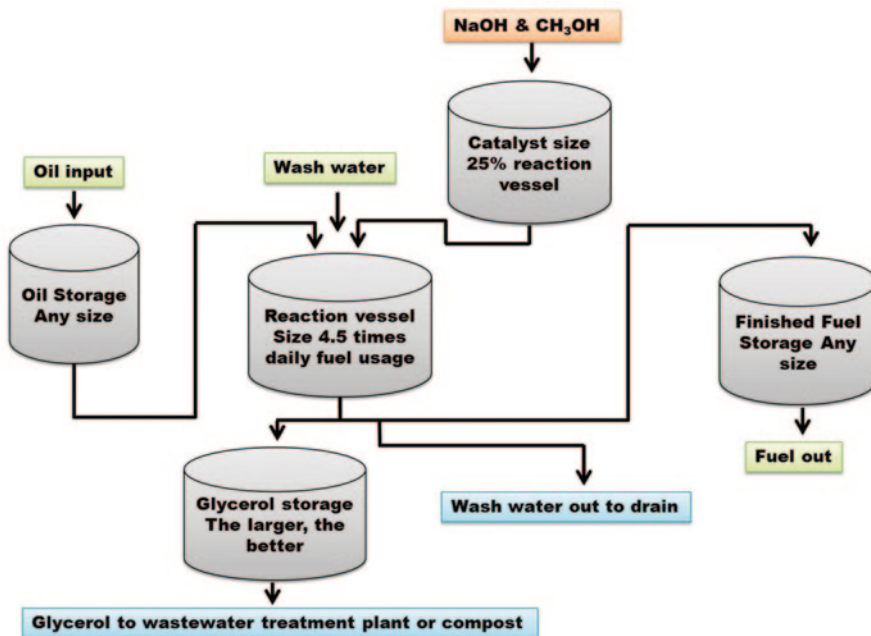 NaOH & CH₃OH
Catalyst size
25% reaction
vessel
Oil input
Wash water
Oil Storage
Any size
Reaction vessel
Size 4.5 times
daily fuel usage
Finished Fuel
Storage Any
size
Fuel out
Glycerol storage
The larger, the
better
Wash water out to drain
Glycerol to wastewater treatment plant or compost